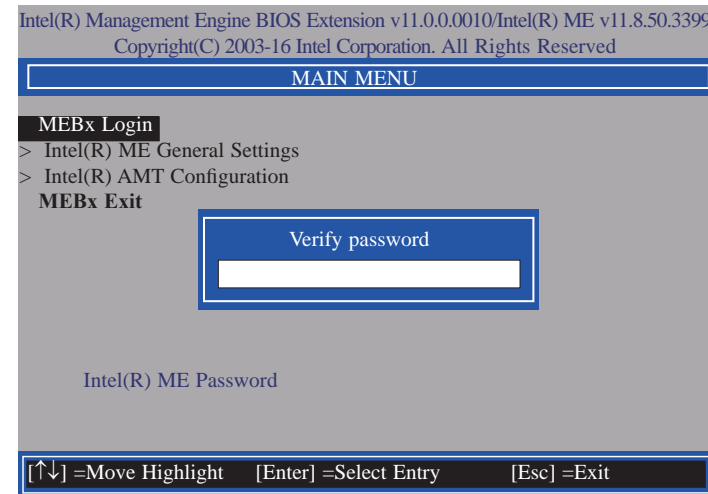 Intel(R) Management Engine BIOS Extension v11.0.0.0010/Intel(R) ME v11.8.50.3399
Copyright(C) 2003-16 Intel Corporation. All Rights Reserved
MAIN MENU
MEBx Login
> Intel(R) ME General Settings
> Intel(R) AMT Configuration
MEBx Exit
Verify password
Intel(R) ME Password
[↑↓] =Move Highlight [Enter] =Select Entry [Esc] =Exit